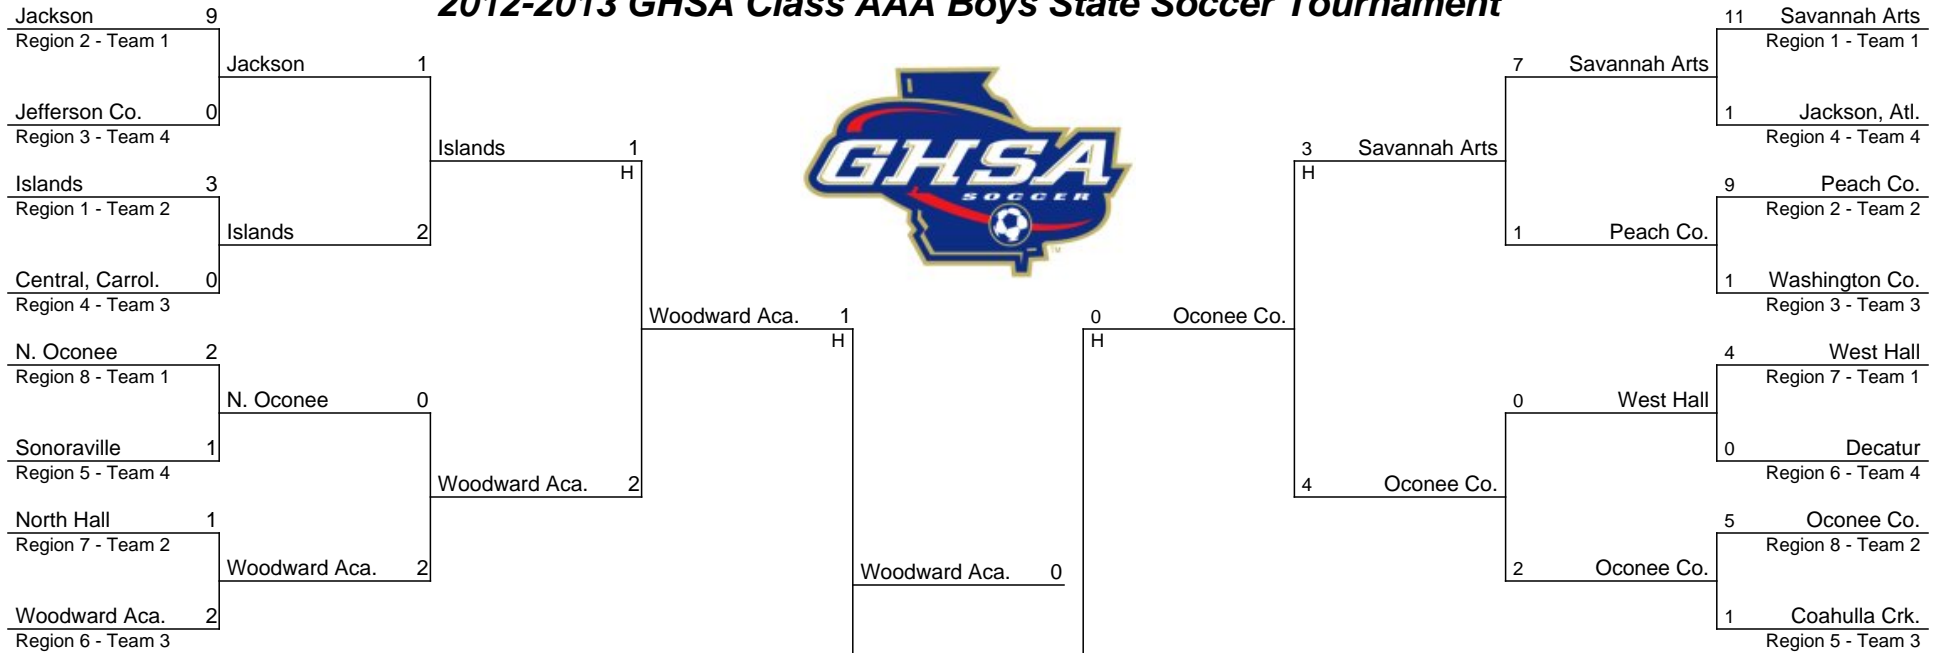 2012-2013 GHSA Class AAA Boys State Soccer Tournament
Jackson 9
Region 2 - Team 1
Jackson 1
Jefferson Co. 0
Region 3 - Team 4
Islands 1
H
Islands 3
Region 1 - Team 2
Islands 2
Central, Carrol. 0
Region 4 - Team 3
Woodward Aca. 1
H
N. Oconee 2
Region 8 - Team 1
N. Oconee 0
Sonoraville 1
Region 5 - Team 4
Woodward Aca. 2
North Hall 1
Region 7 - Team 2
Woodward Aca. 2
Woodward Aca. 2
Region 6 - Team 3
Woodward Aca. 0
GHSA
SOCCER
TM
11 Savannah Arts
Region 1 - Team 1
7 Savannah Arts
1 Jackson, Atl.
Region 4 - Team 4
3 Savannah Arts
H
9 Peach Co.
Region 2 - Team 2
1 Peach Co.
1 Washington Co.
Region 3 - Team 3
0 Oconee Co.
H
4 West Hall
Region 7 - Team 1
0 West Hall
0 Decatur
Region 6 - Team 4
4 Oconee Co.
5 Oconee Co.
Region 8 - Team 2
2 Oconee Co.
1 Coahulla Crk.
Region 5 - Team 3